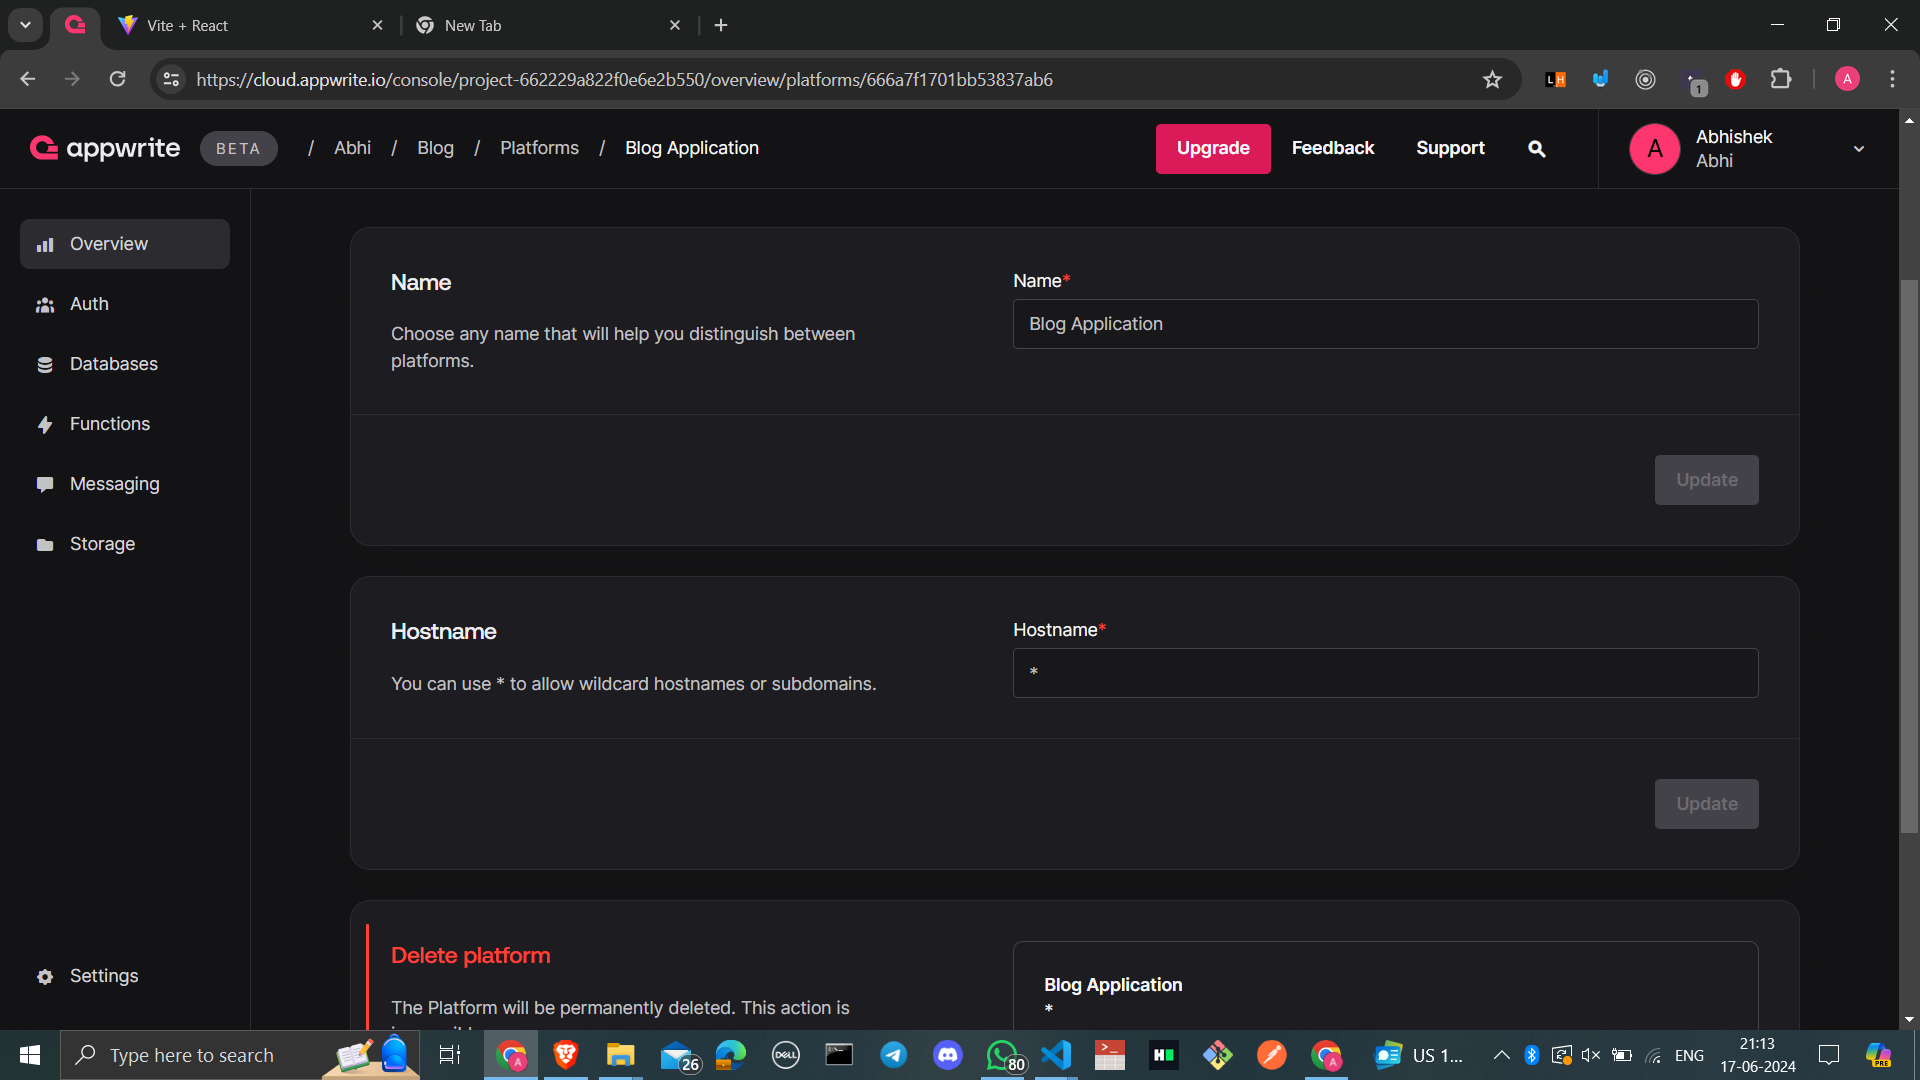 Vite + React
New Tab
https://cloud.appwrite.io/console/project-662229a822f0e6e2b550/overview/platforms/666a7f1701bb53837ab6
1
A
appwrite
BETA
/ Abhi / Blog / Platforms / Blog Application
Upgrade
Feedback
Support
A
Abhishek
Abhi
Overview
Auth
Databases
Functions
Messaging
Storage
Settings
Name
Choose any name that will help you distinguish between
platforms.
Name*
Blog Application
Update
Hostname
You can use * to allow wildcard hostnames or subdomains.
Hostname*
*
Update
Delete platform
The Platform will be permanently deleted. This action is
Blog Application
*
Type here to search
26
DELL
80
US 1...
ENG
21:13
17-06-2024
PRE